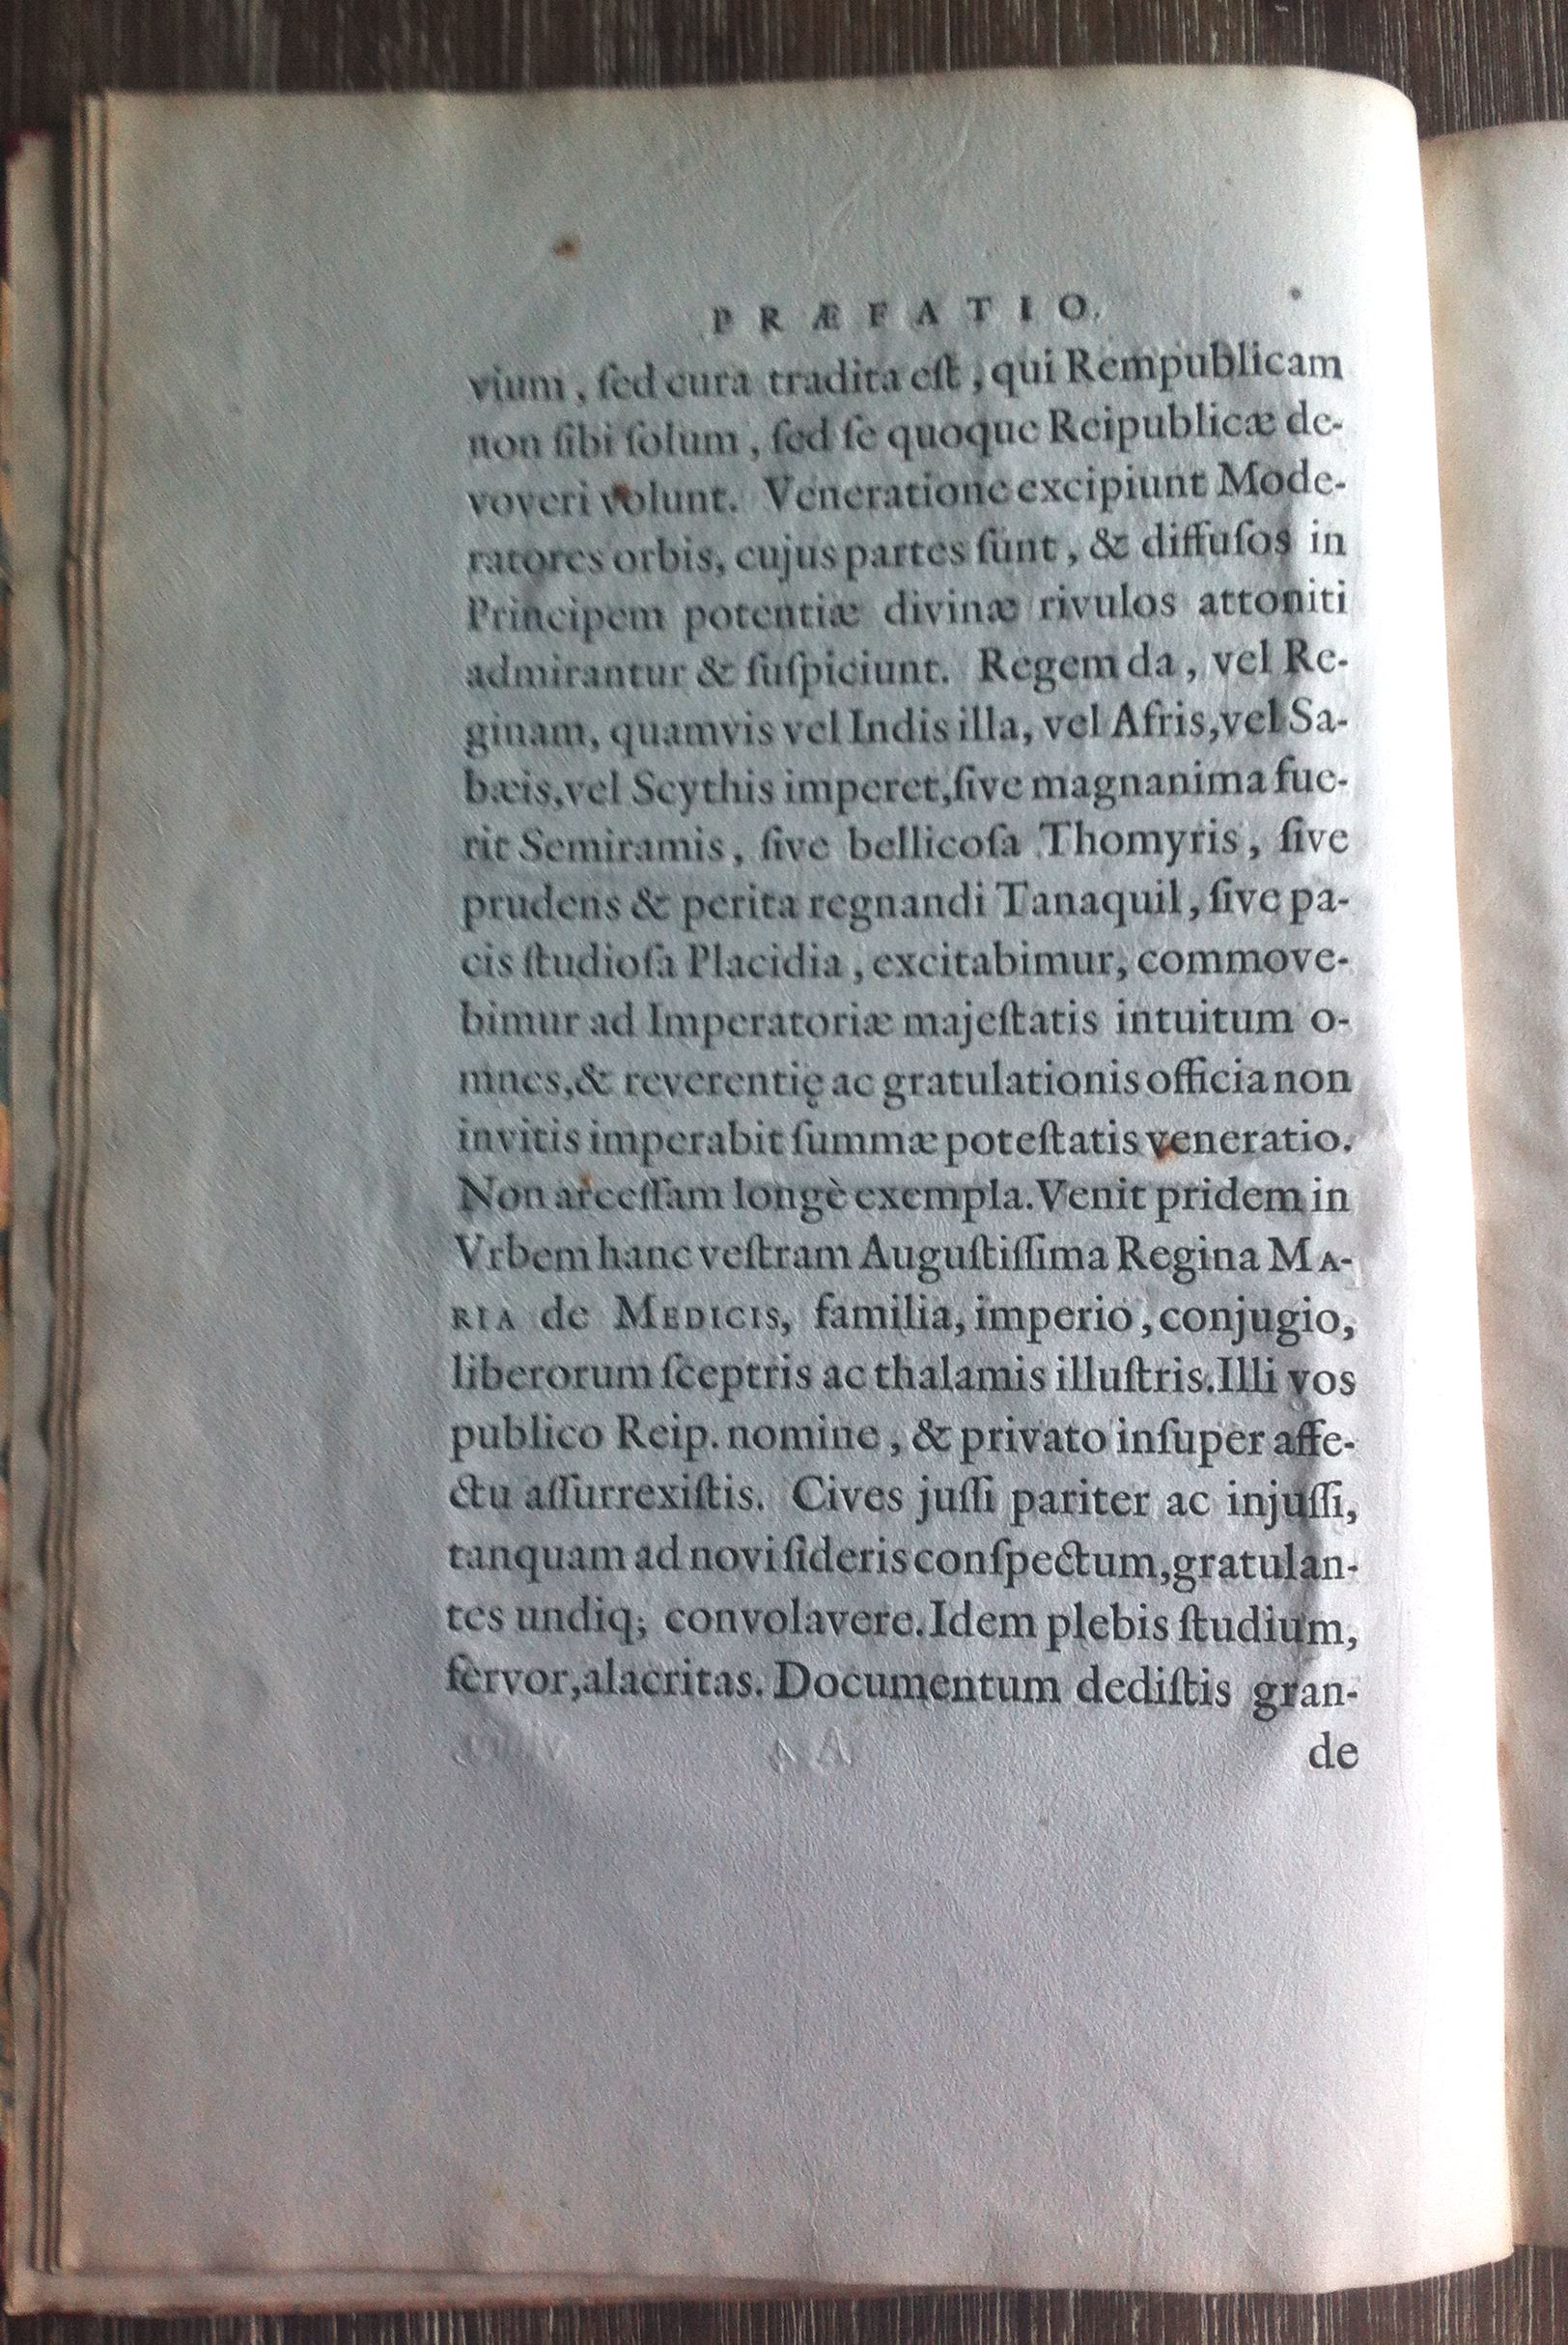 PRÆFATIO.
vium, ſed cura tradita eſt, qui Rempublicam
non ſibi ſolum, ſed ſe quoque Reipublicæ de-
voveri volunt. Veneratione excipiunt Mode-
ratores orbis, cujus partes ſunt, & diffuſos in
Principem potentiæ divinæ rivulos attoniti
admirantur & ſuſpiciunt. Regem da, vel Re-
ginam, quamvis vel Indis illa, vel Afris, vel Sa-
bæis, vel Scythis imperet, ſive magnanima fue-
rit Semiramis, ſive bellicoſa Thomyris, ſive
prudens & perita regnandi Tanaquil, ſive pa-
cis ſtudioſa Placidia, excitabimur, commove-
bimur ad Imperatoriæ majeſtatis intuitum o-
mnes, & reverentię ac gratulationis officia non
invitis imperabit ſummæ poteſtatis veneratio.
Non arceſſam longè exempla. Venit pridem in
Vrbem hanc veſtram Auguſtiſſima Regina MA-
RIA de MEDICIS, familia, imperio, conjugio,
liberorum ſceptris ac thalamis illuſtris. Illi vos
publico Reip. nomine, & privato inſuper affe-
ctu aſſurrexiſtis. Cives juſſi pariter ac injuſſi,
tanquam ad novi ſideris conſpectum, gratulan-
tes undiq; convolavere. Idem plebis ſtudium,
fervor, alacritas. Documentum dediſtis gran-
de